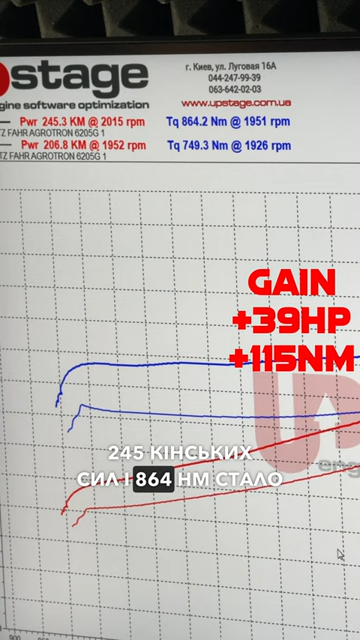 stage
г. Киев, ул. Луговая 16А
044-247-99-39
063-642-02-03
gine software optimization
www.upstage.com.ua
Pwr 245.3 KM @ 2015 rpm Tq 864.2 Nm @ 1951 rpm
TZ FAHR AGROTRON 6205G 1
Pwr 206.8 KM @ 1952 rpm Tq 749.3 Nm @ 1926 rpm
TZ FAHR AGROTRON 6205G 1
GAIN
+39HP
+115NM
245 КІНСЬКИХ
СИЛ І 864 НМ СТАЛО
engi
900